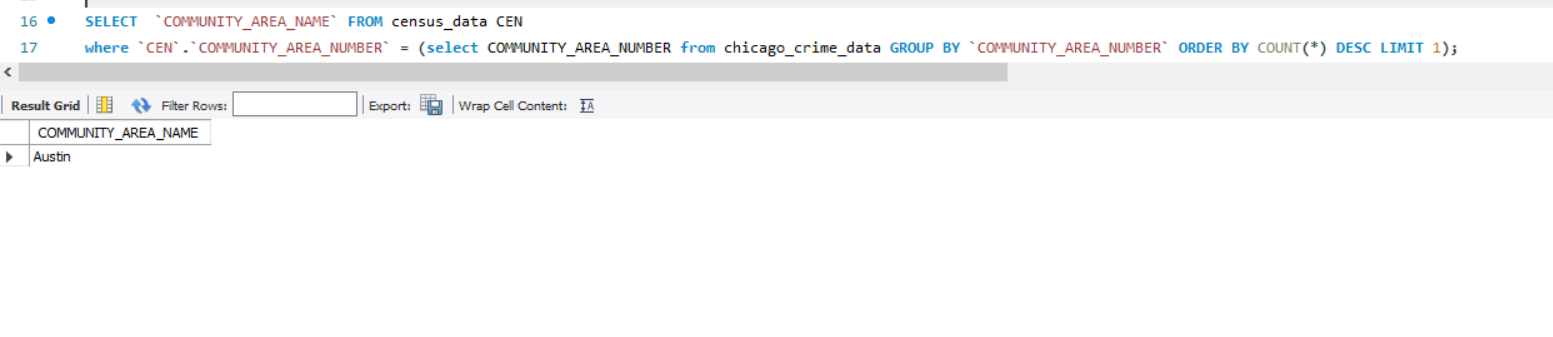 16 SELECT `COMMUNITY_AREA_NAME` FROM census_data CEN
17 where `CEN`.`COMMUNITY_AREA_NUMBER` = (select COMMUNITY_AREA_NUMBER from chicago_crime_data GROUP BY `COMMUNITY_AREA_NUMBER` ORDER BY COUNT(*) DESC LIMIT 1);
Result Grid Filter Rows: Export: Wrap Cell Content:
COMMUNITY_AREA_NAME
Austin